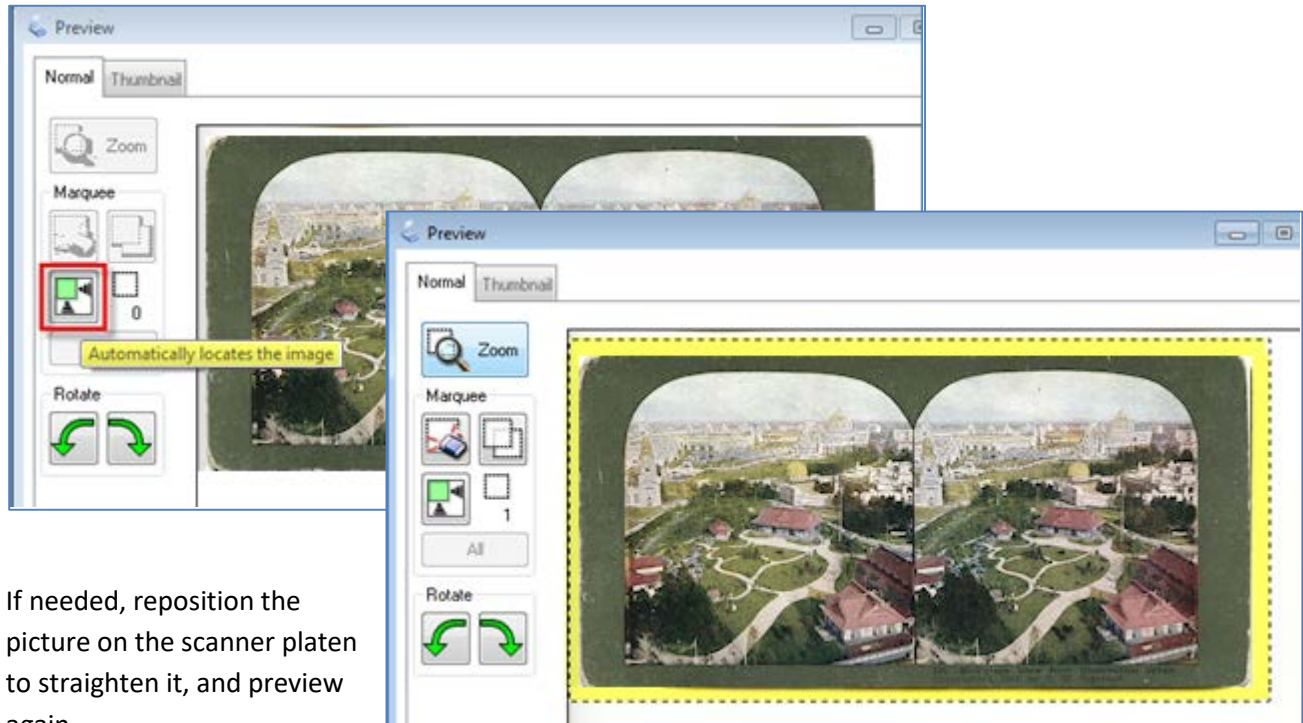 Preview
Normal Thumbnail
Zoom
Marquee
0
Automatically locates the image
Rotate
Preview
Normal Thumbnail
Zoom
Marquee
1
All
Rotate
If needed, reposition the
picture on the scanner platen
to straighten it, and preview
again